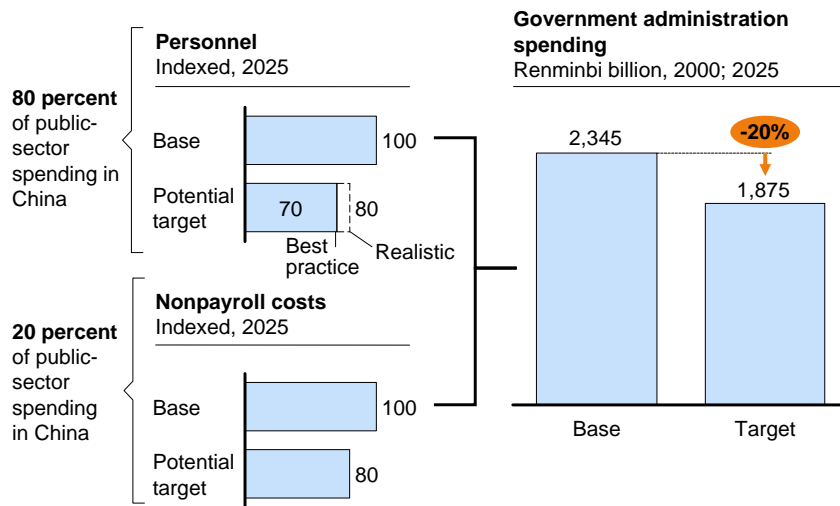 80 percent
of public-
sector
spending in
China
Personnel
Indexed, 2025
Base
100
Potential
target
70
80
Best
practice
Realistic
20 percent
of public-
sector
spending
in China
Nonpayroll costs
Indexed, 2025
Base
100
Potential
target
80
Government administration
spending
Renminbi billion, 2000; 2025
-20%
2,345
1,875
Base
Target